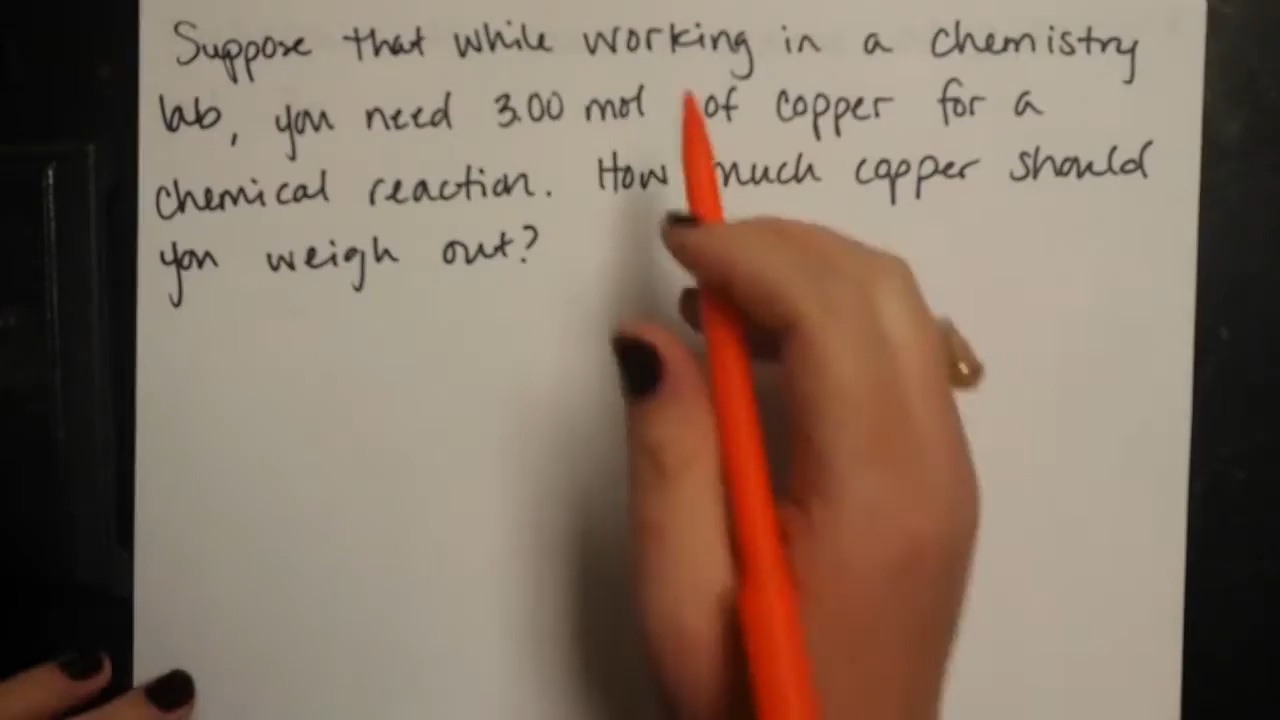 Suppose that while working in a chemistry
lab, you need 3.00 mol of copper for a
chemical reaction. How much copper should
you weigh out?